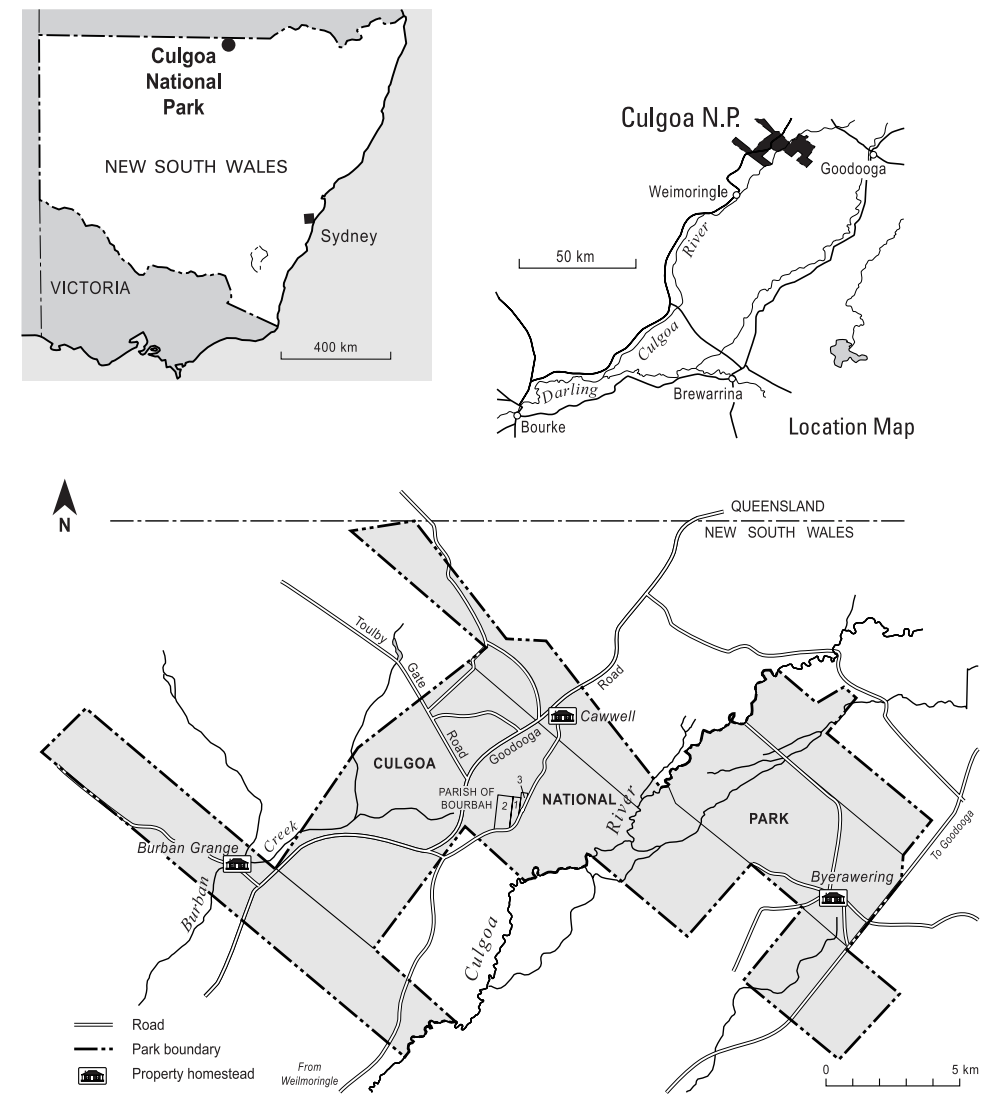 Culgoa
National
Park
NEW SOUTH WALES
Sydney
VICTORIA
400 km
Culgoa N.P.
Goodooga
Weimoringle
River
50 km
Culgoa
Darling
Brewarrina
Bourke
Location Map
N
QUEENSLAND
NEW SOUTH WALES
Toulby
Gate
Road
Road
Cawwell
Goodooga
CULGOA
3
PARISH OF
BOURBAH
2
1
NATIONAL
River
PARK
To Goodooga
Creek
Burban Grange
Byerawering
Burban
Culgoa
Road
Park boundary
Property homestead
From
Weilmoringle
0
5 km